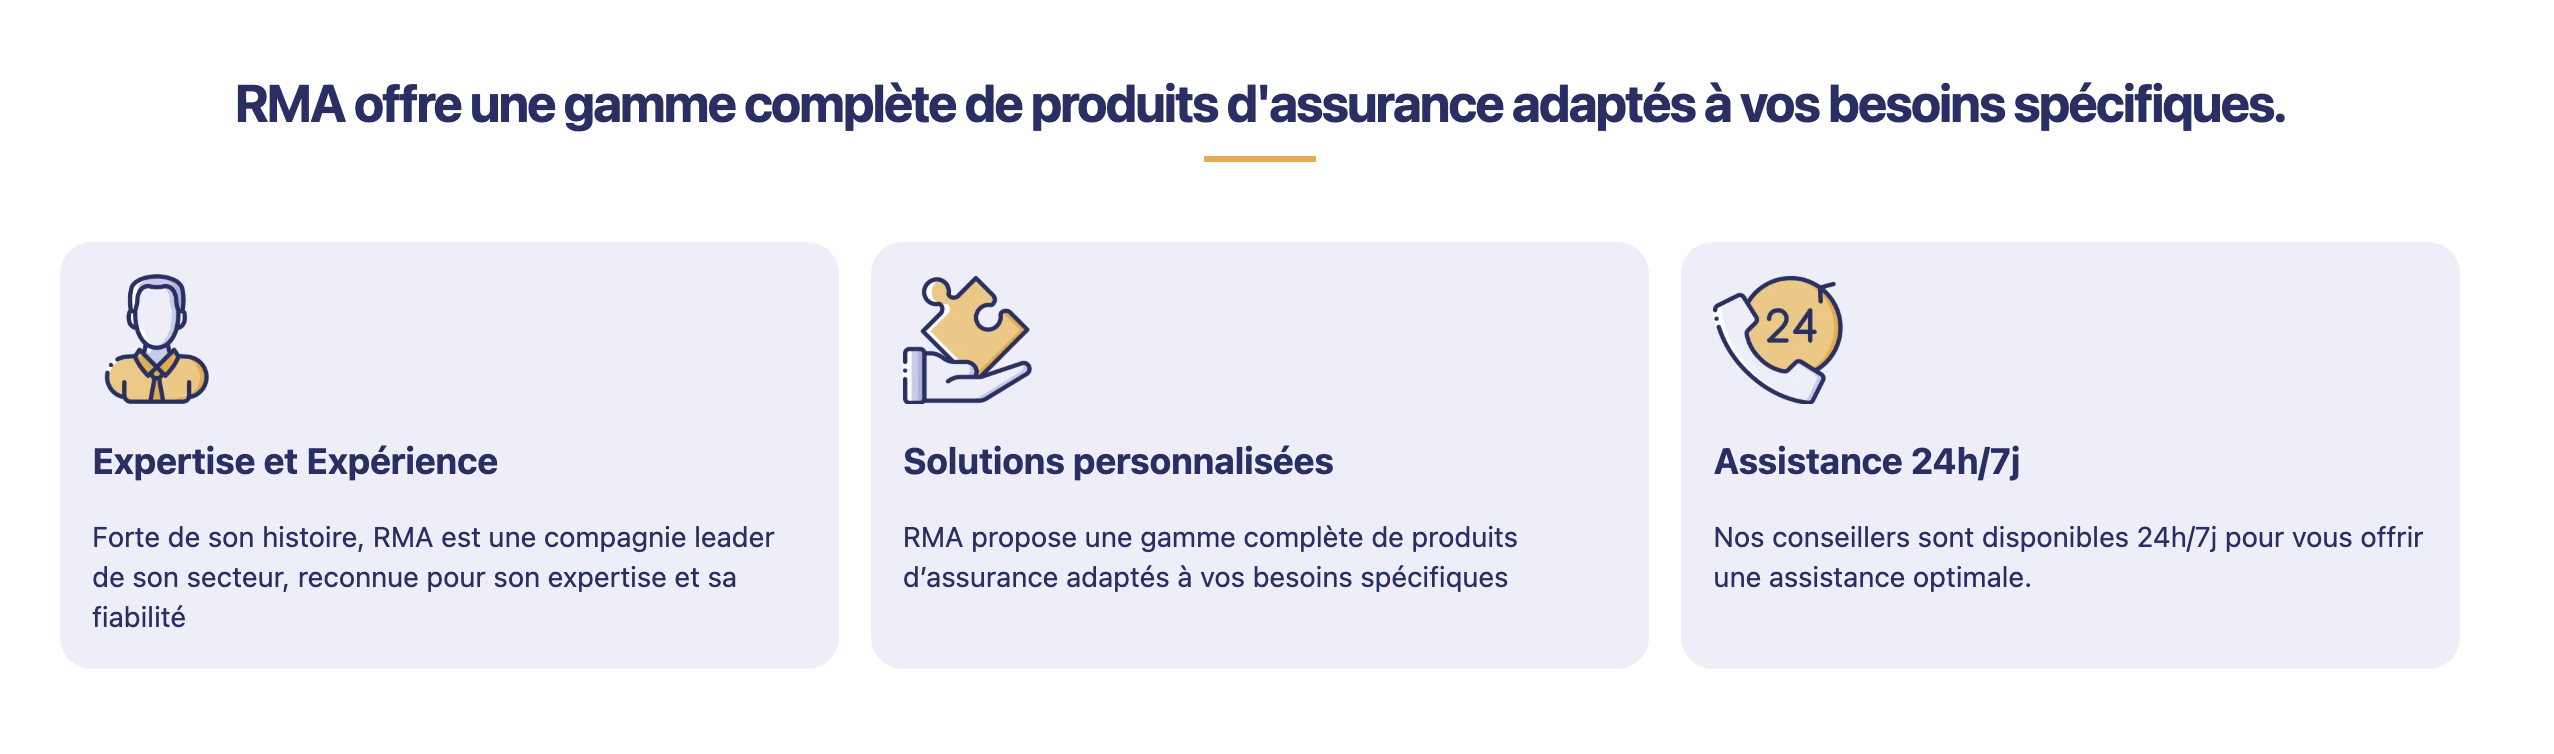 RMA offre une gamme complète de produits d'assurance adaptés à vos besoins spécifiques.
Expertise et Expérience
Forte de son histoire, RMA est une compagnie leader
de son secteur, reconnue pour son expertise et sa
fiabilité
Solutions personnalisées
RMA propose une gamme complète de produits
d’assurance adaptés à vos besoins spécifiques
24
Assistance 24h/7j
Nos conseillers sont disponibles 24h/7j pour vous offrir
une assistance optimale.